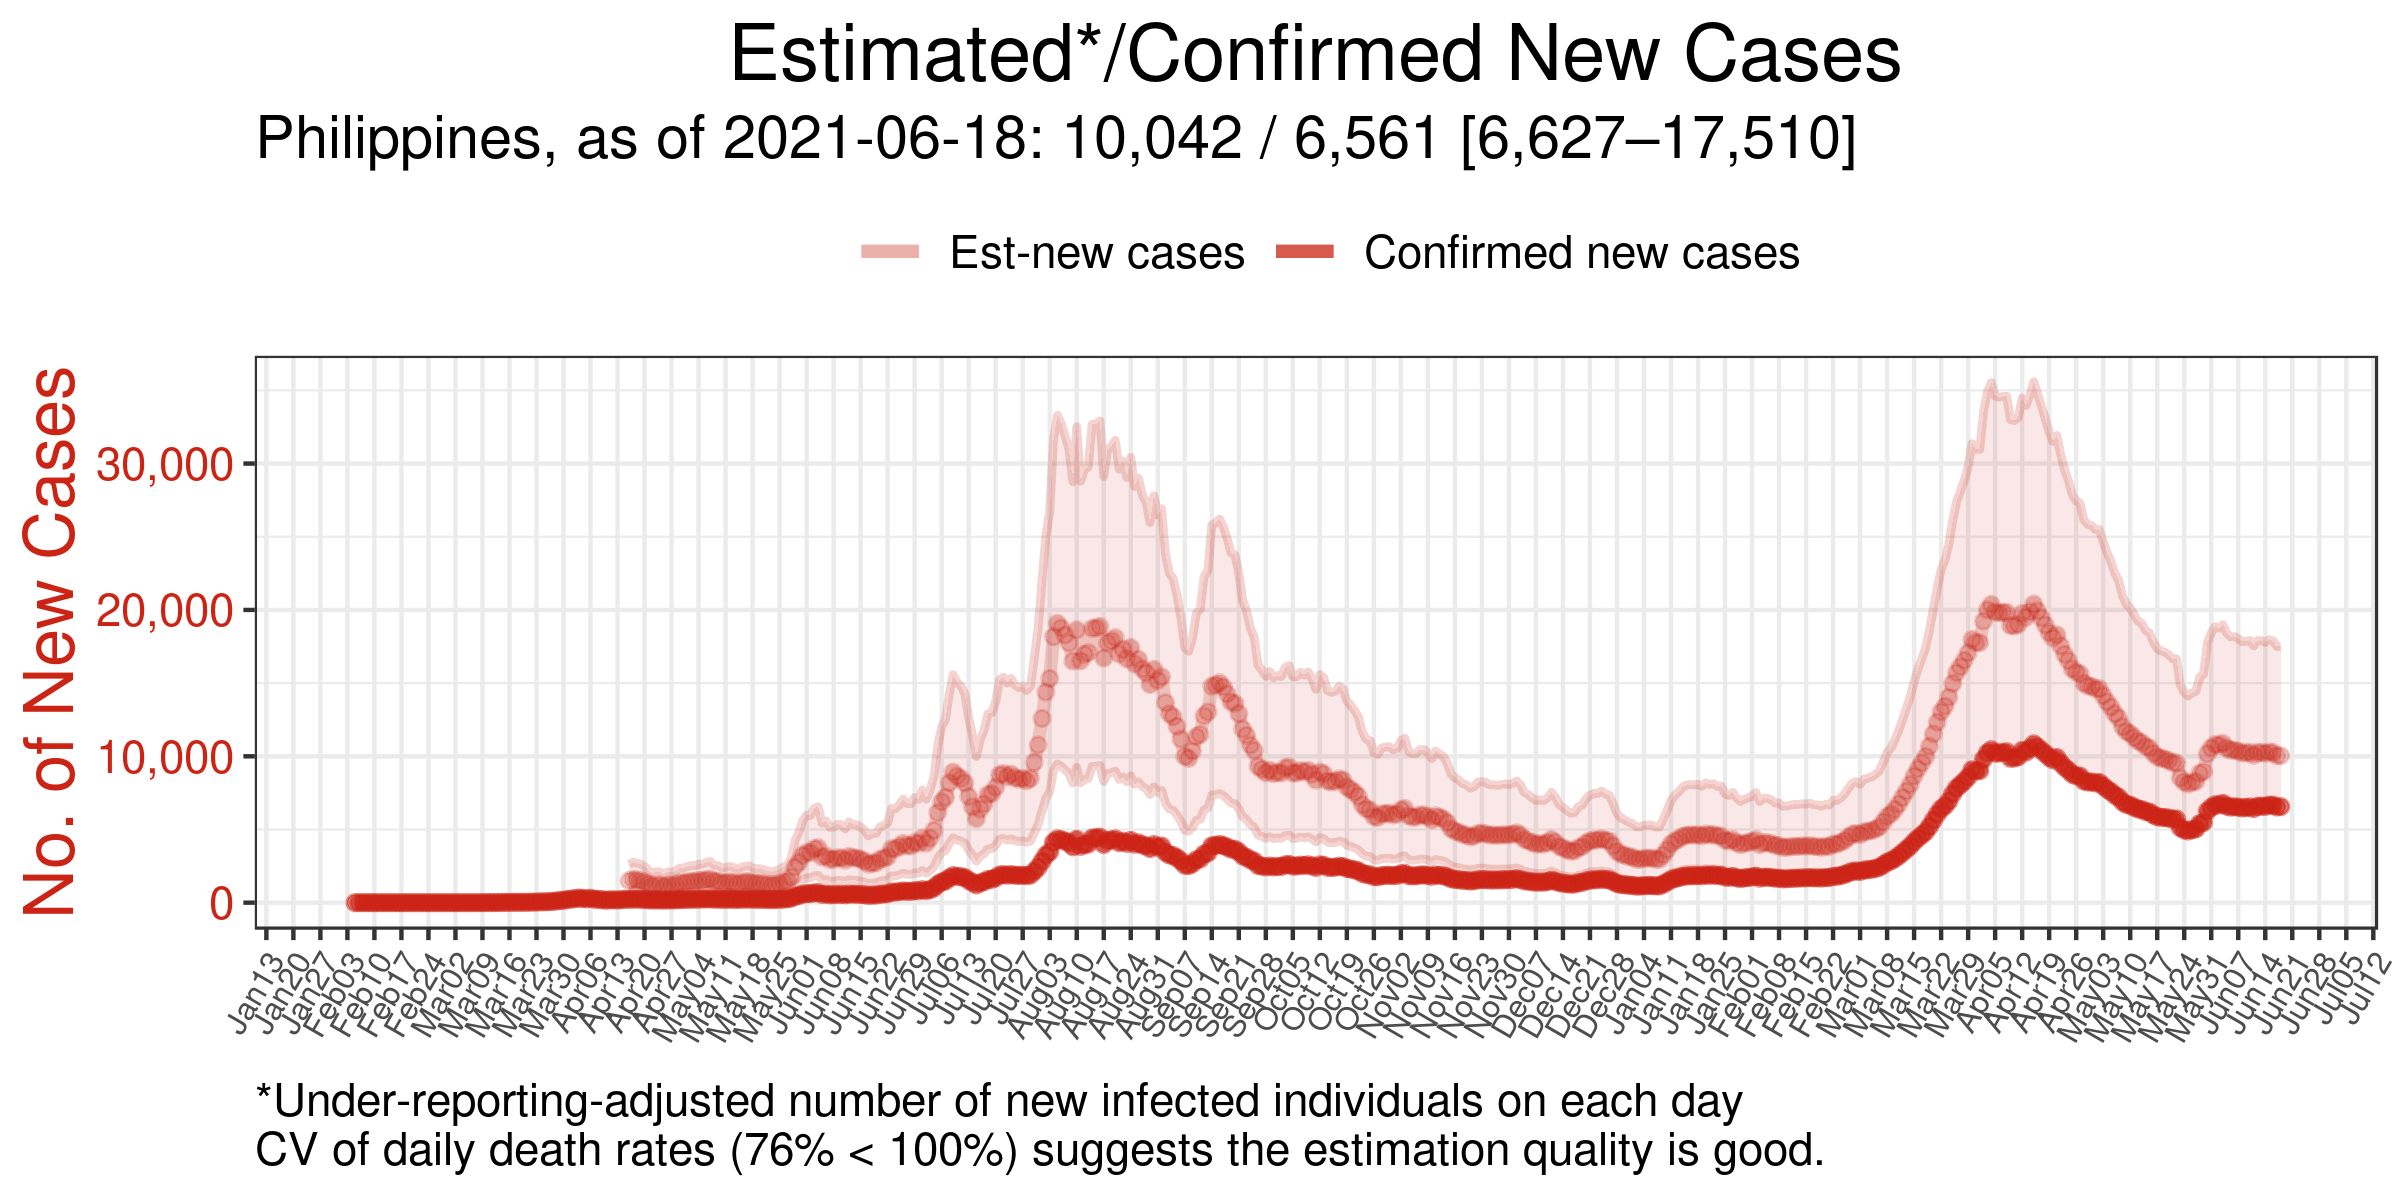 Estimated*/Confirmed New Cases
Philippines, as of 2021-06-18: 10,042 / 6,561 [6,627–17,510]
Est-new cases
Confirmed new cases
No. of New Cases
30,000
20,000
10,000
0
Jan13
Jan20
Jan27
Feb03
Feb10
Feb17
Feb24
Mar02
Mar09
Mar16
Mar23
Mar30
Apr06
Apr13
Apr20
Apr27
May04
May11
May18
May25
Jun01
Jun08
Jun15
Jun22
Jun29
Jul06
Jul13
Jul20
Jul27
Aug03
Aug10
Aug17
Aug24
Aug31
Sep07
Sep14
Sep21
Sep28
Oct05
Oct12
Oct19
Oct26
Nov02
Nov09
Nov16
Nov23
Nov30
Dec07
Dec14
Dec21
Dec28
Jan04
Jan11
Jan18
Jan25
Feb01
Feb08
Feb15
Feb22
Mar01
Mar08
Mar15
Mar22
Mar29
Apr05
Apr12
Apr19
Apr26
May03
May10
May17
May24
May31
Jun07
Jun14
Jun21
Jun28
Jul05
Jul12
*Under-reporting-adjusted number of new infected individuals on each day
CV of daily death rates (76% < 100%) suggests the estimation quality is good.